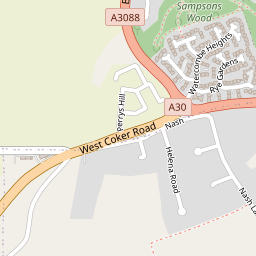 Sampsons
Wood
A3088
Watercombe Heights
Rye Gardens
Perrys Hill
A30
Nash
West Coker Road
Helena Road
Nash La